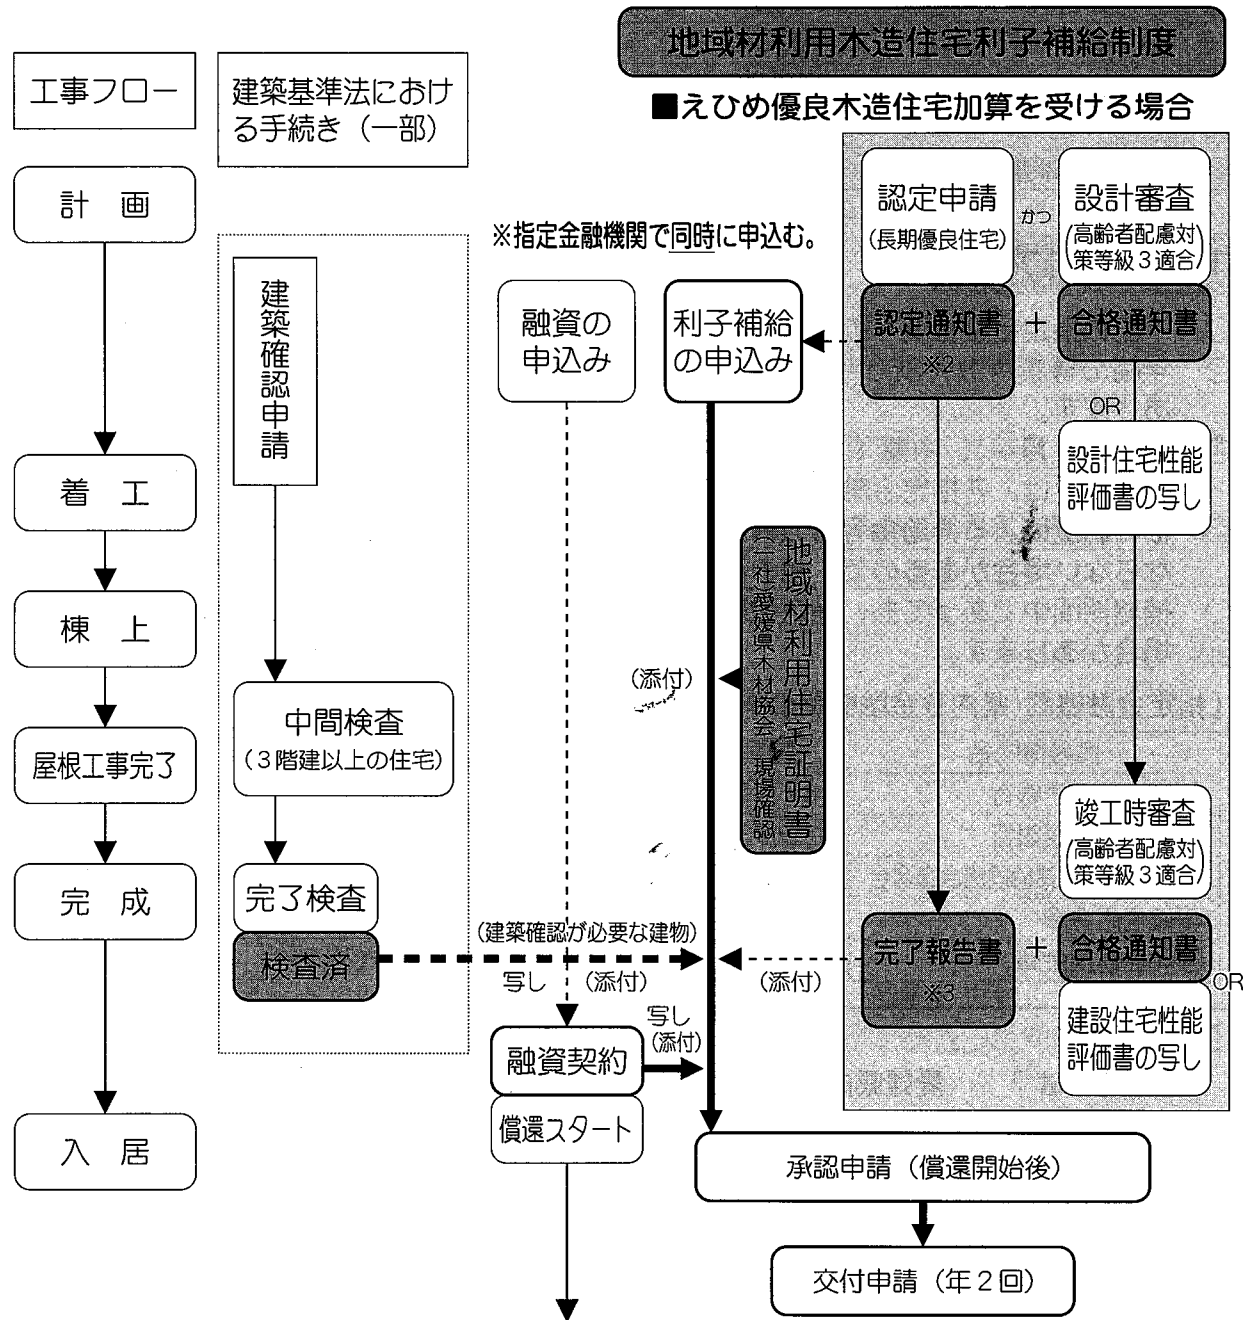 地域材利用木造住宅利子補給制度
■えひめ優良木造住宅加算を受ける場合
工事フロー
建築基準法におけ
る手続き（一部）
計　画
着　工
棟　上
屋根工事完了
完　成
入　居
建築確認申請
中間検査
（３階建以上の住宅）
完了検査
検査済
※指定金融機関で同時に申込む。
融資の
申込み
利子補給
の申込み
認定申請
（長期優良住宅）
かつ
設計審査
（高齢者配慮対
策等級３適合）
認定通知書
※2
＋
合格通知書
OR
設計住宅性能
評価書の写し
地域材利用住宅証明書
（一社）愛媛県木材協会　現場確認
（添付）
竣工時審査
（高齢者配慮対
策等級３適合）
（建築確認が必要な建物）
写し　（添付）
（添付）
完了報告書
※3
＋
合格通知書
OR
建設住宅性能
評価書の写し
写し
（添付）
融資契約
償還スタート
承認申請（償還開始後）
交付申請（年２回）